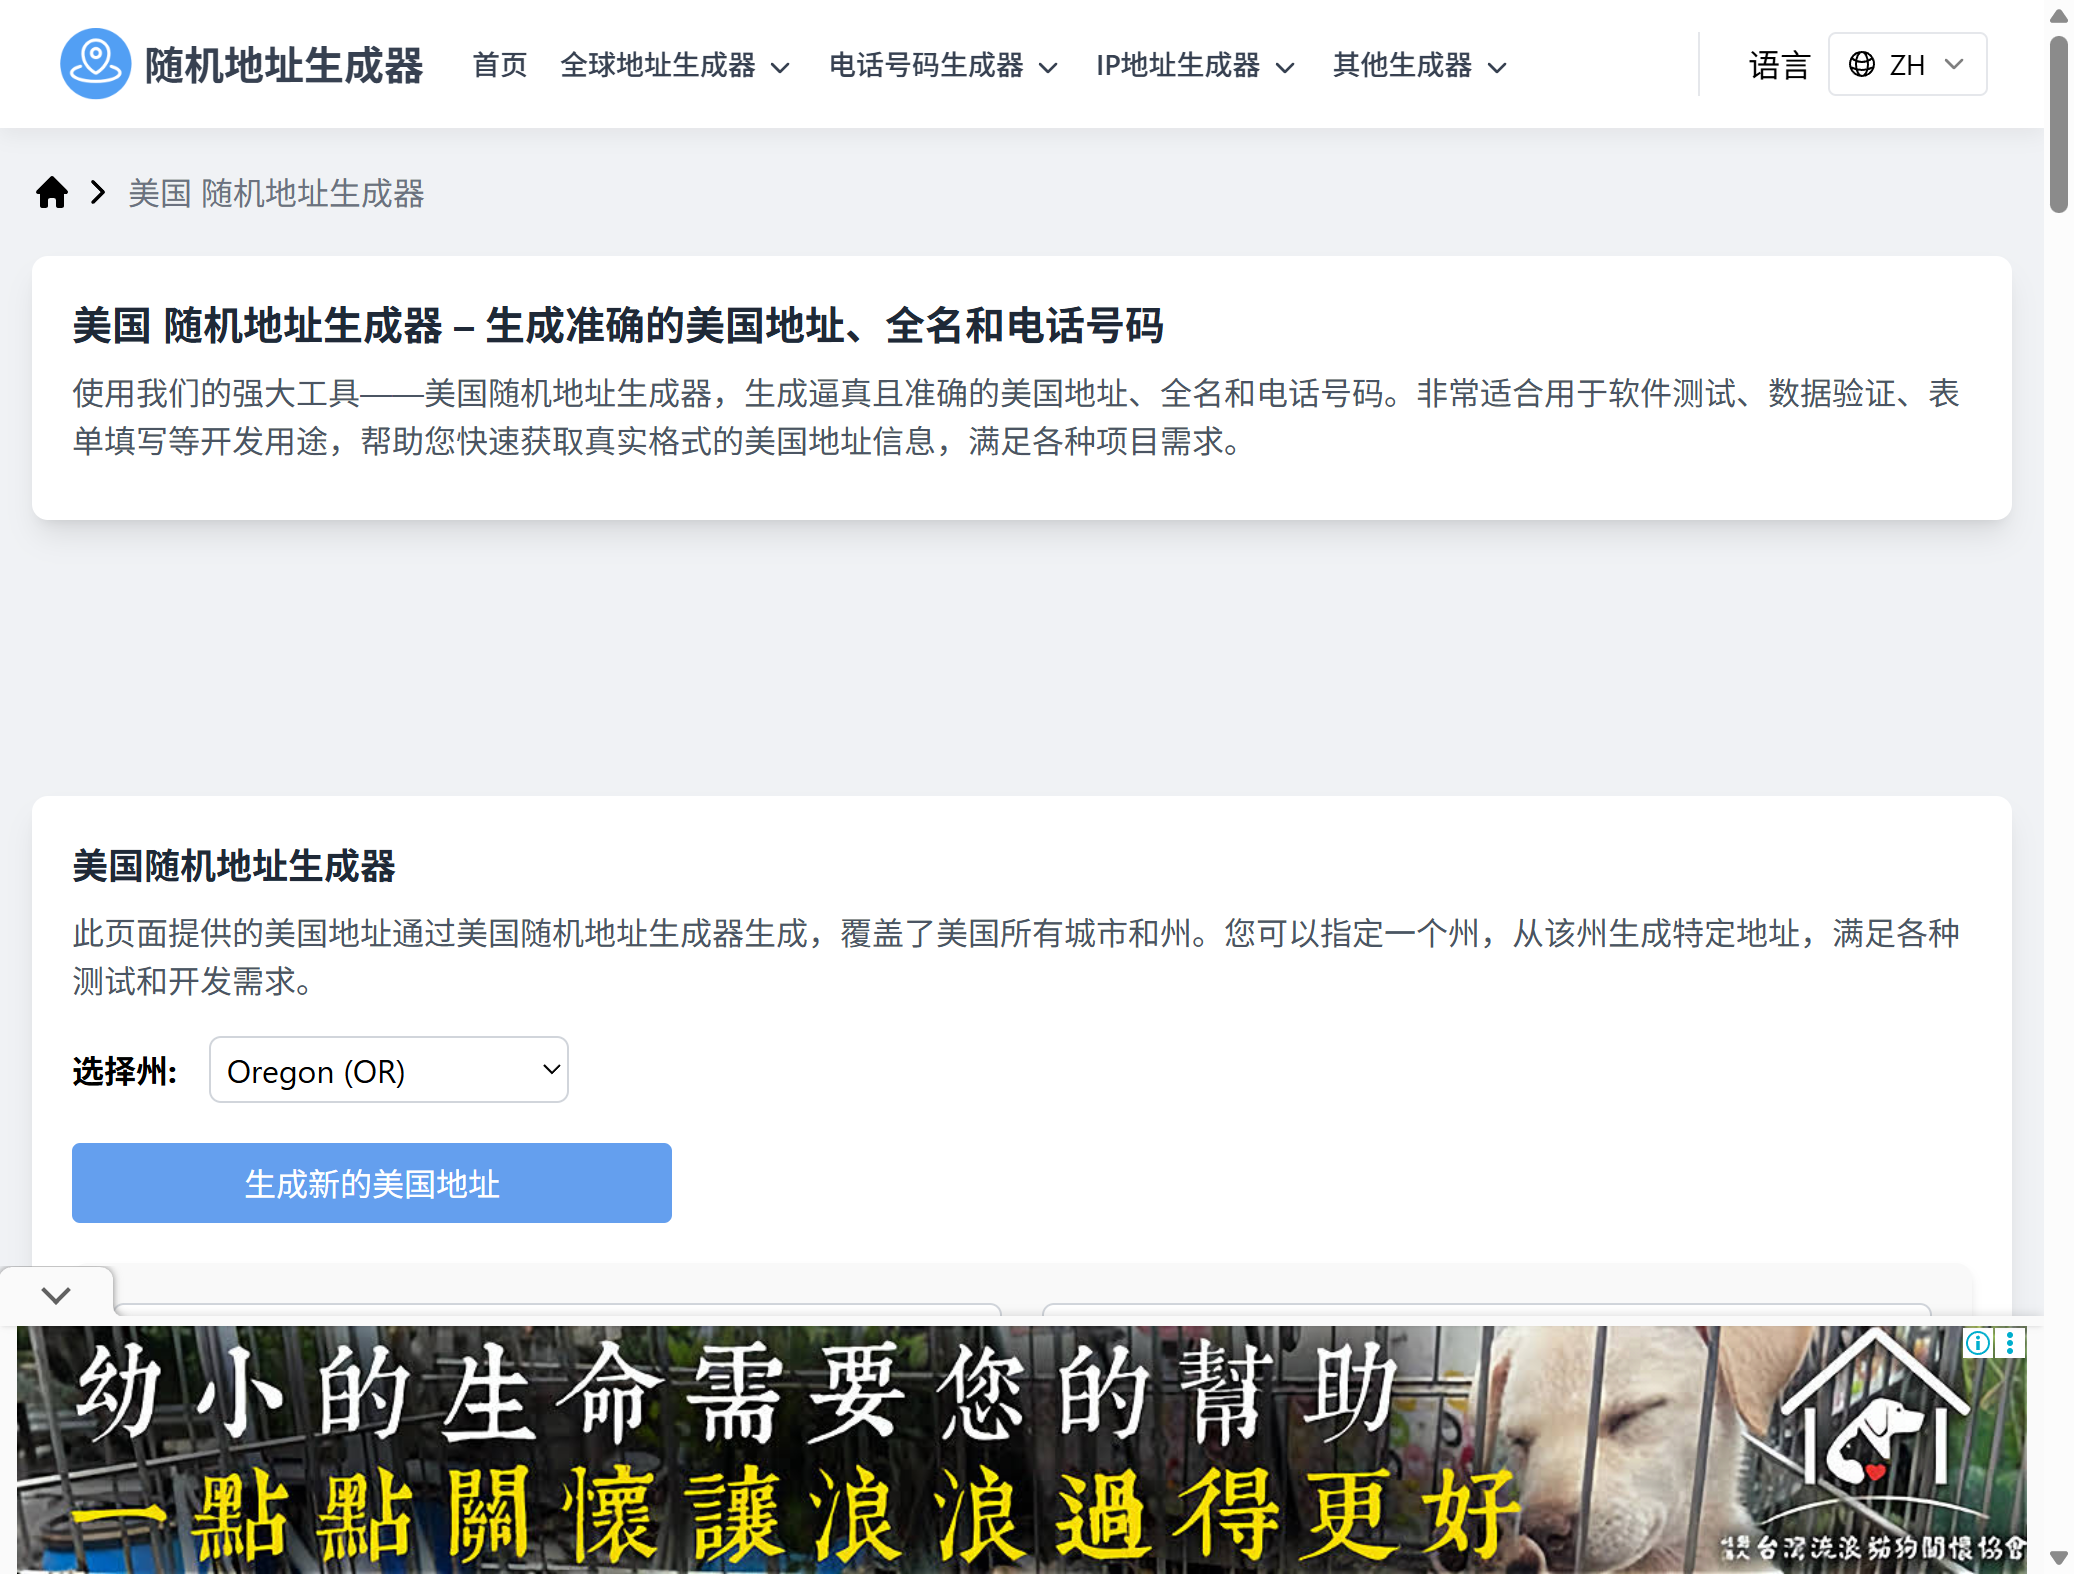 随机地址生成器
首页
全球地址生成器
电话号码生成器
IP地址生成器
其他生成器
语言
ZH
美国 随机地址生成器
美国 随机地址生成器 – 生成准确的美国地址、全名和电话号码
使用我们的强大工具——美国随机地址生成器，生成逼真且准确的美国地址、全名和电话号码。非常适合用于软件测试、数据验证、表
单填写等开发用途，帮助您快速获取真实格式的美国地址信息，满足各种项目需求。
美国随机地址生成器
此页面提供的美国地址通过美国随机地址生成器生成，覆盖了美国所有城市和州。您可以指定一个州，从该州生成特定地址，满足各种
测试和开发需求。
选择州:
Oregon (OR)
生成新的美国地址
幼小的生命需要您的幫助
一點點關懷讓浪浪過得更好
台灣流浪貓狗關懷協會